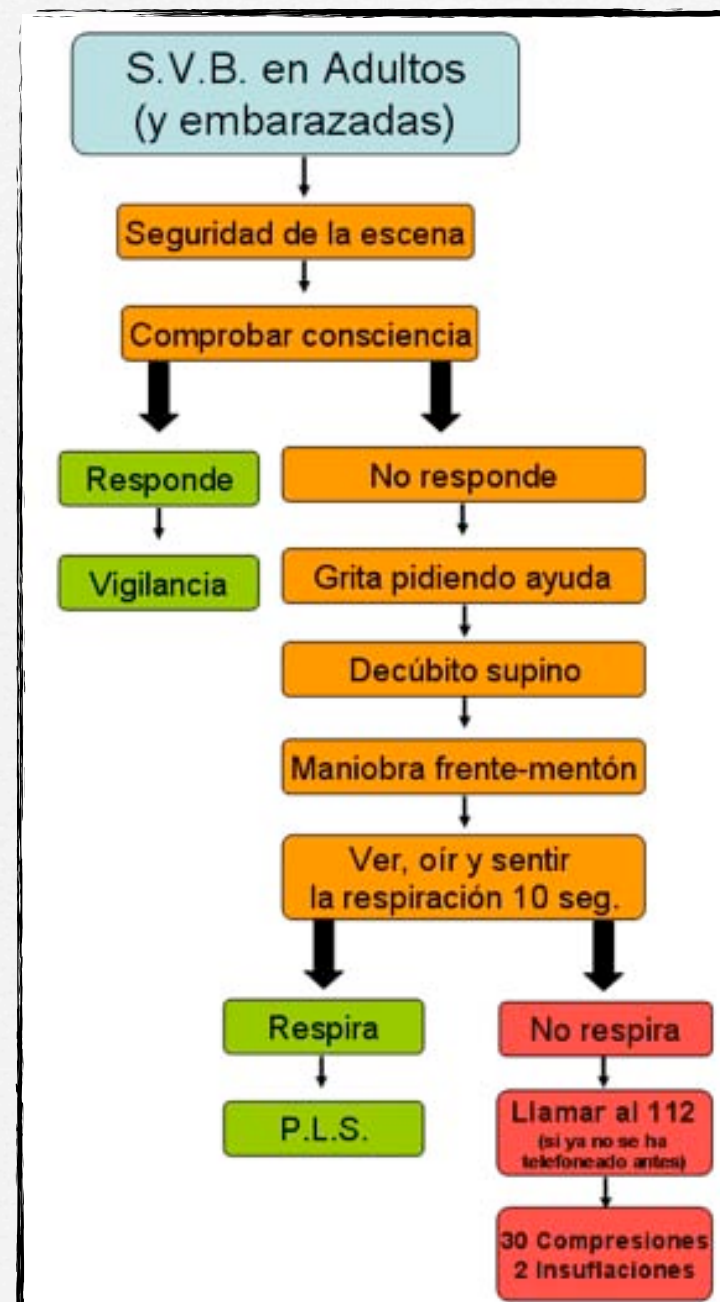 S.V.B. en Adultos
(y embarazadas)
Seguridad de la escena
Comprobar consciencia
Responde
No responde
Vigilancia
Grita pidiendo ayuda
Decúbito supino
Maniobra frente-mentón
Ver, oír y sentir
la respiración 10 seg.
Respira
No respira
P.L.S.
Llamar al 112
(si ya no se ha
telefoneado antes)
30 Compresiones
2 Insuflaciones